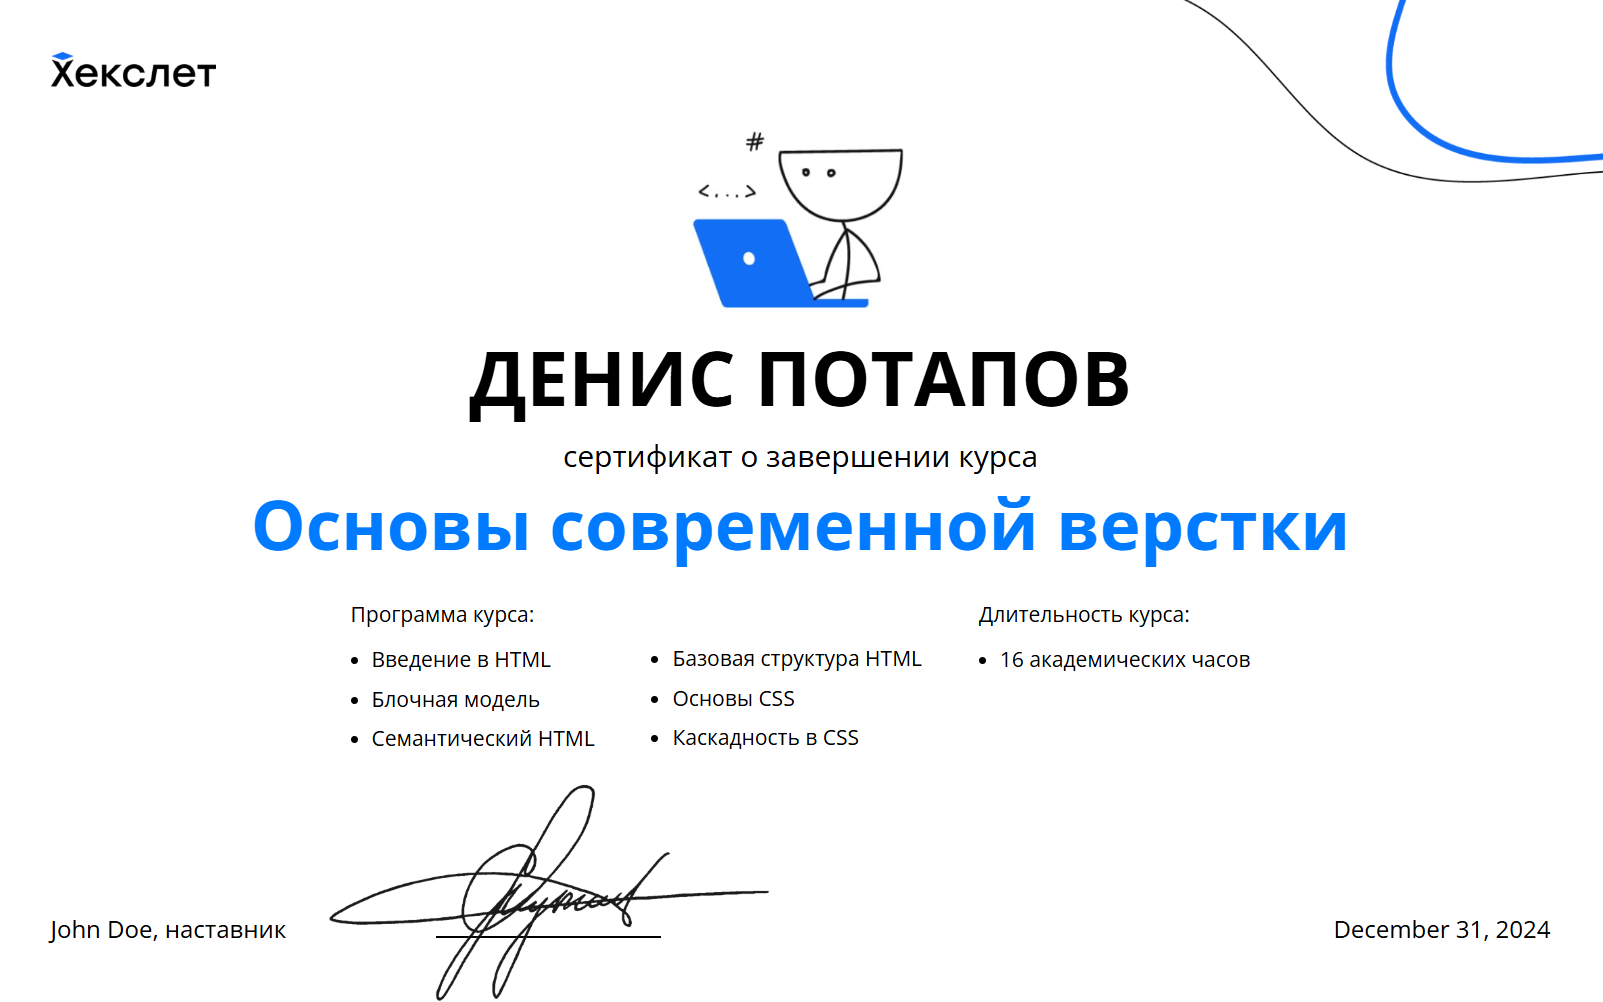 Хекслет
#
<...>
ДЕНИС ПОТАПОВ
сертификат о завершении курса
Основы современной верстки
Программа курса:
Введение в HTML
Блочная модель
Семантический HTML
Базовая структура HTML
Основы CSS
Каскадность в CSS
Длительность курса:
16 академических часов
John Doe, наставник
December 31, 2024